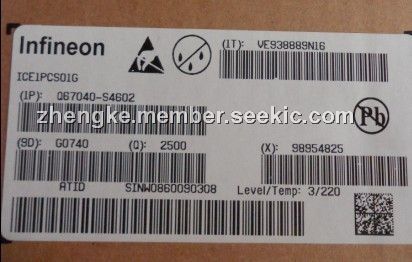 Infineon
(1T): VE938889N16
ICE1PCS01G
(1P): Q67040-S4602
zhengke.member.seekic.com
Pb
(9D): G0740 (Q): 2500 (X): 98954825
ATID SINW0860090308 Level/Temp: 3/220